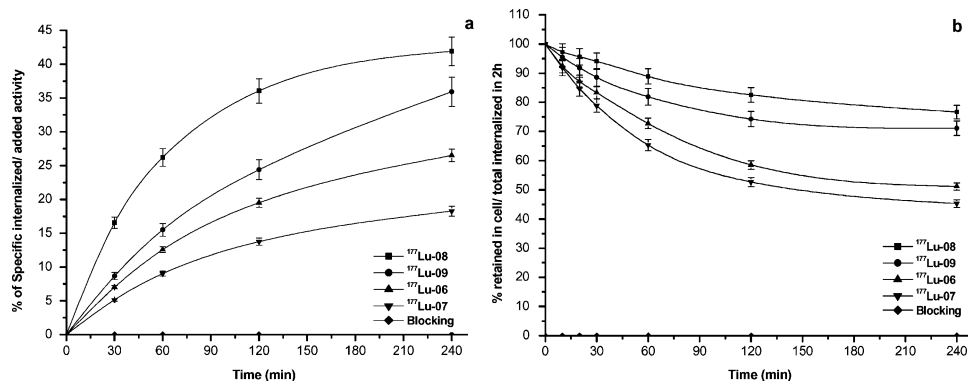 a
% of Specific internalized/ added activity
45
40
35
30
25
20
15
10
5
0
0 30 60 90 120 150 180 210 240
Time (min)
¹⁷⁷Lu-08
¹⁷⁷Lu-09
¹⁷⁷Lu-06
¹⁷⁷Lu-07
Blocking
b
% retained in cell/ total internalized in 2h
110
100
90
80
70
60
50
40
30
20
10
0
0 30 60 90 120 150 180 210 240
Time (min)
¹⁷⁷Lu-08
¹⁷⁷Lu-09
¹⁷⁷Lu-06
¹⁷⁷Lu-07
Blocking